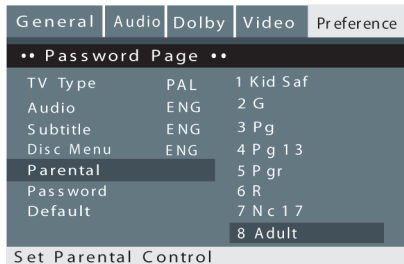 General Audio Dolby Video Preference
•• Password Page ••
TV Type PAL 1 Kid Saf
Audio ENG 2 G
Subtitle ENG 3 Pg
Disc Menu ENG 4 Pg 13
Parental 5 Pgr
Password 6 R
Default 7 Nc 17
8 Adult
Set Parental Control